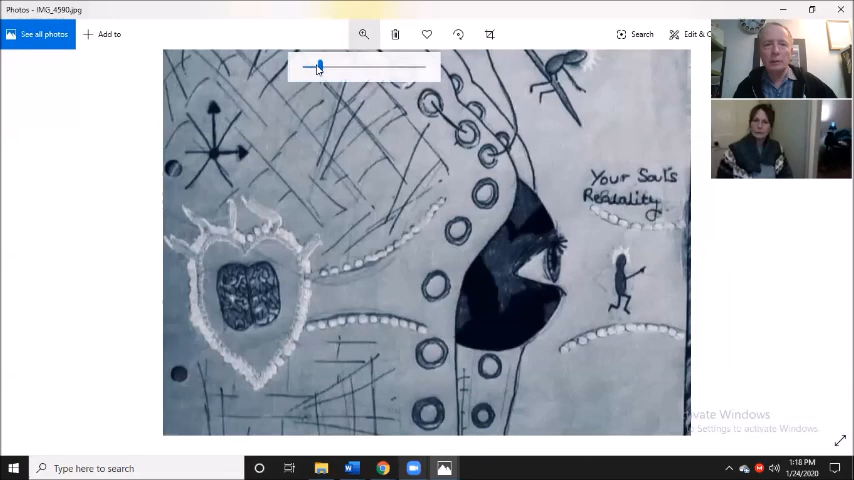 Photos - IMG_4590.jpg
See all photos
Add to
Search
Edit & C
Your Soul's
Reatality
vate Windows
Settings to activate Windows.
Type here to search
1:18 PM
1/24/2020